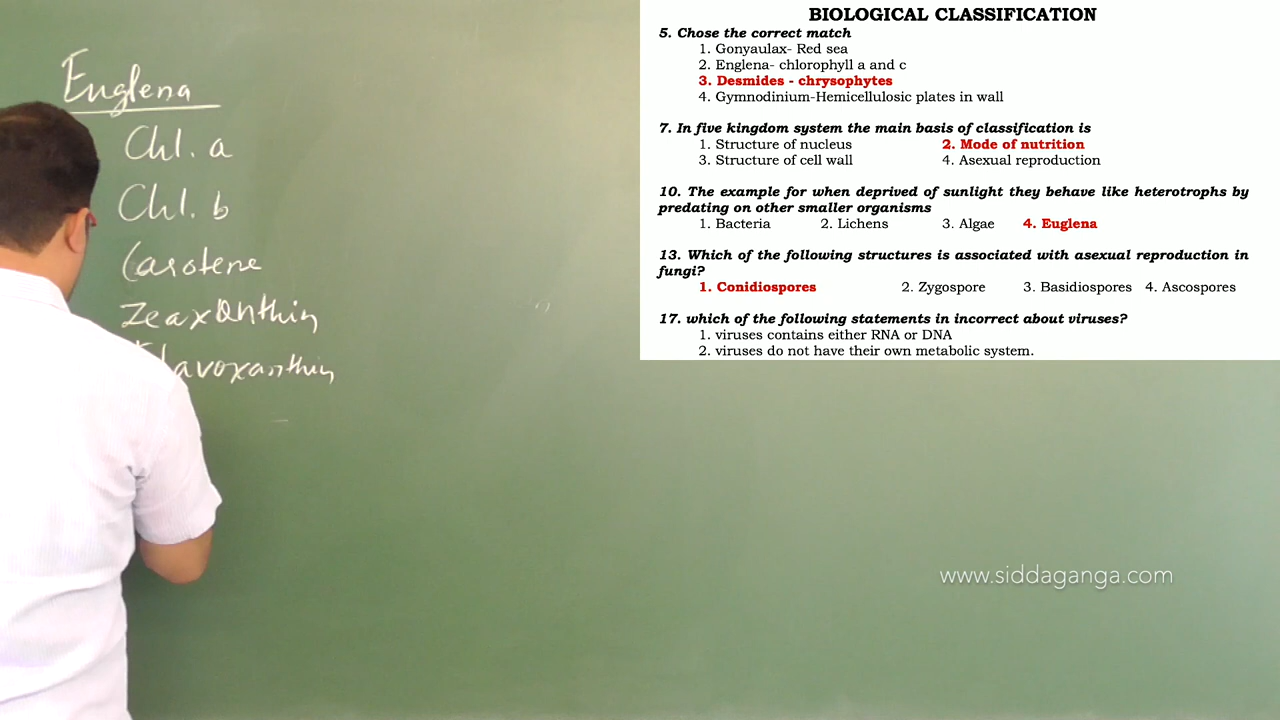 Euglena
Chl. a
Chl. b
Carotene
Zeaxanthin
Flavoxanthin
BIOLOGICAL CLASSIFICATION
5. Chose the correct match
1. Gonyaulax- Red sea
2. Englena- chlorophyll a and c
3. Desmides - chrysophytes
4. Gymnodinium-Hemicellulosic plates in wall
7. In five kingdom system the main basis of classification is
1. Structure of nucleus 2. Mode of nutrition
3. Structure of cell wall 4. Asexual reproduction
10. The example for when deprived of sunlight they behave like heterotrophs by
predating on other smaller organisms
1. Bacteria 2. Lichens 3. Algae 4. Euglena
13. Which of the following structures is associated with asexual reproduction in
fungi?
1. Conidiospores 2. Zygospore 3. Basidiospores 4. Ascospores
17. which of the following statements in incorrect about viruses?
1. viruses contains either RNA or DNA
2. viruses do not have their own metabolic system.
www.siddaganga.com